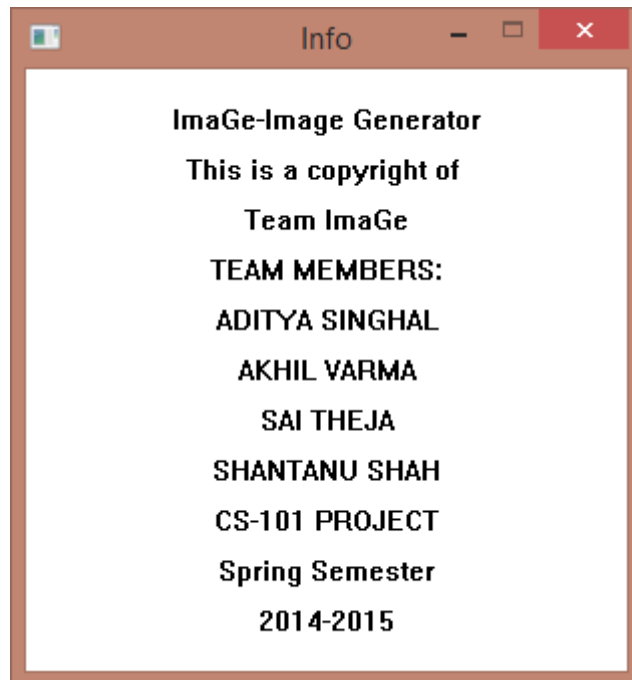 Info
ImaGe-Image Generator
This is a copyright of
Team ImaGe
TEAM MEMBERS:
ADITYA SINGHAL
AKHIL VARMA
SAI THEJA
SHANTANU SHAH
CS-101 PROJECT
Spring Semester
2014-2015